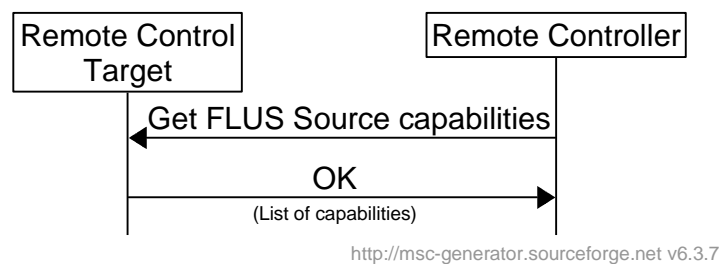 Remote Control
Target
Remote Controller
Get FLUS Source capabilities
OK
(List of capabilities)
http://msc-generator.sourceforge.net v6.3.7